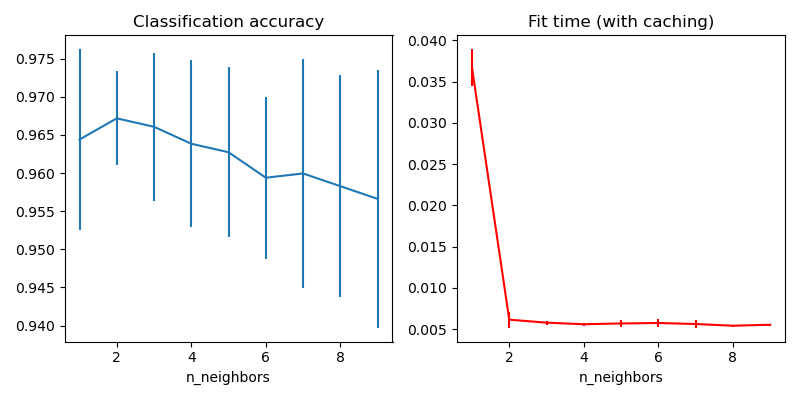 Classification accuracy
0.975
0.970
0.965
0.960
0.955
0.950
0.945
0.940
2 4 6 8
n_neighbors
Fit time (with caching)
0.040
0.035
0.030
0.025
0.020
0.015
0.010
0.005
2 4 6 8
n_neighbors